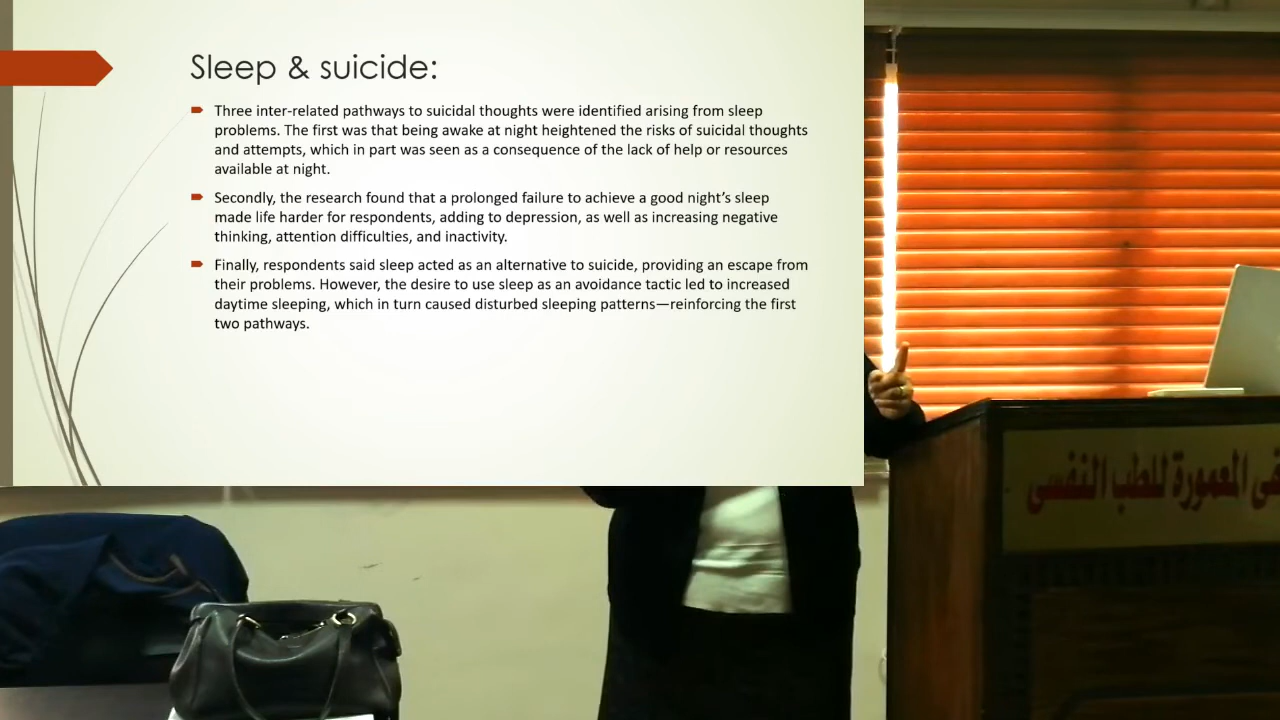 Sleep & suicide:
Three inter-related pathways to suicidal thoughts were identified arising from sleep
problems. The first was that being awake at night heightened the risks of suicidal thoughts
and attempts, which in part was seen as a consequence of the lack of help or resources
available at night.
Secondly, the research found that a prolonged failure to achieve a good night’s sleep
made life harder for respondents, adding to depression, as well as increasing negative
thinking, attention difficulties, and inactivity.
Finally, respondents said sleep acted as an alternative to suicide, providing an escape from
their problems. However, the desire to use sleep as an avoidance tactic led to increased
daytime sleeping, which in turn caused disturbed sleeping patterns—reinforcing the first
two pathways.
المعمورة للطب النفسي